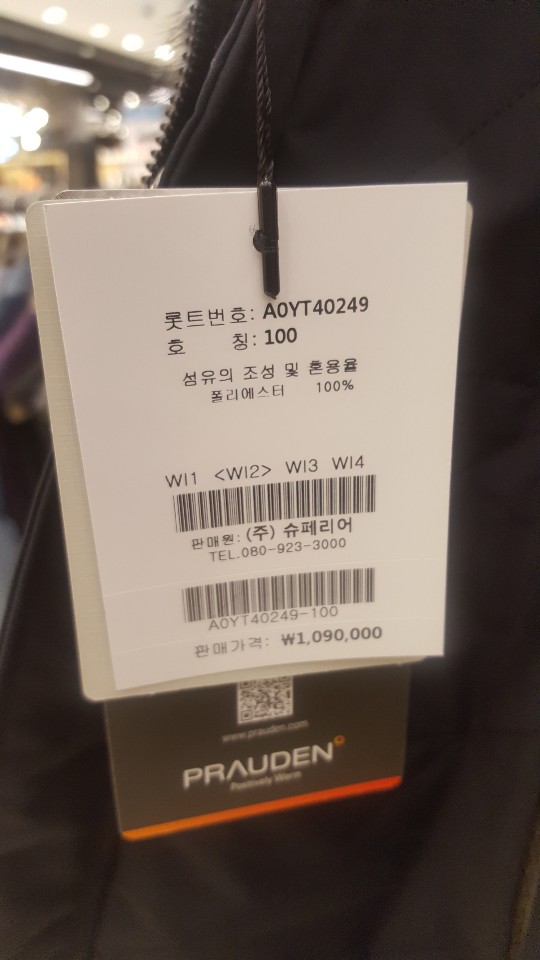 롯트번호: A0YT40249
호 칭: 100
섬유의 조성 및 혼용율
폴리에스터 100%
WI1 <WI2> WI3 WI4
판매원: (주) 슈페리어
TEL.080-923-3000
A0YT40249-100
판매가격: ₩1,090,000
www.prauden.com
PRAUDEN
Positively Warm